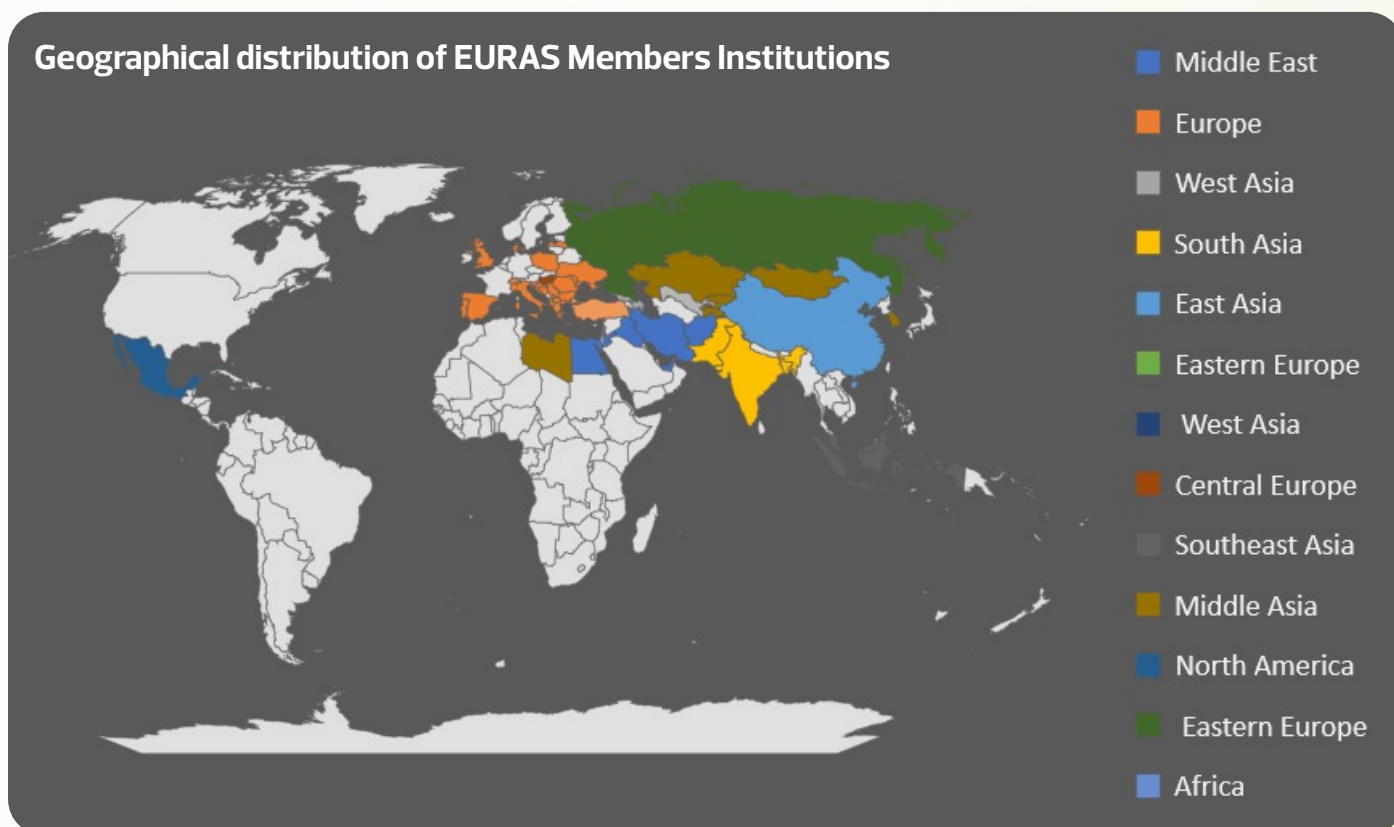 Geographical distribution of EURAS Members Institutions
Middle East
Europe
West Asia
South Asia
East Asia
Eastern Europe
West Asia
Central Europe
Southeast Asia
Middle Asia
North America
Eastern Europe
Africa